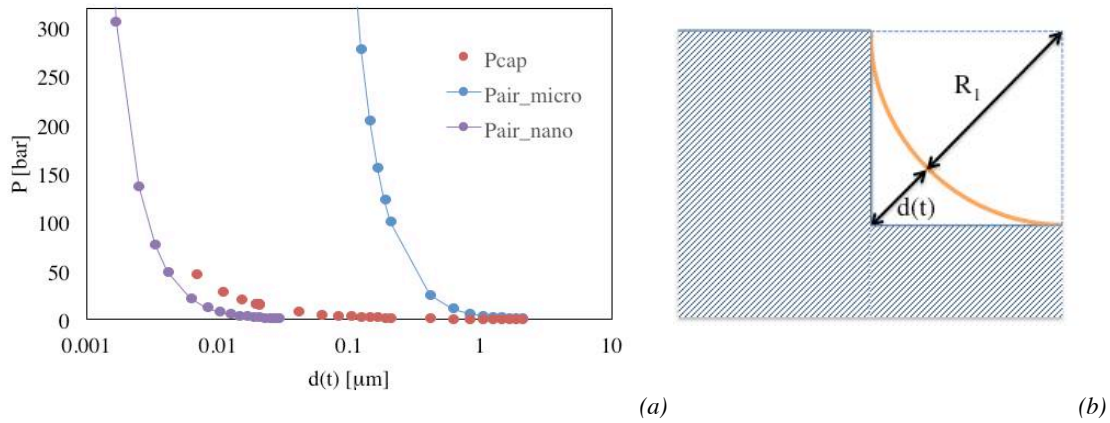 300
250
200
150
100
50
0
P [bar]
Pcap
Pair_micro
Pair_nano
0.001 0.01 0.1 1 10
d(t) [µm]
(a)
R1
d(t)
(b)